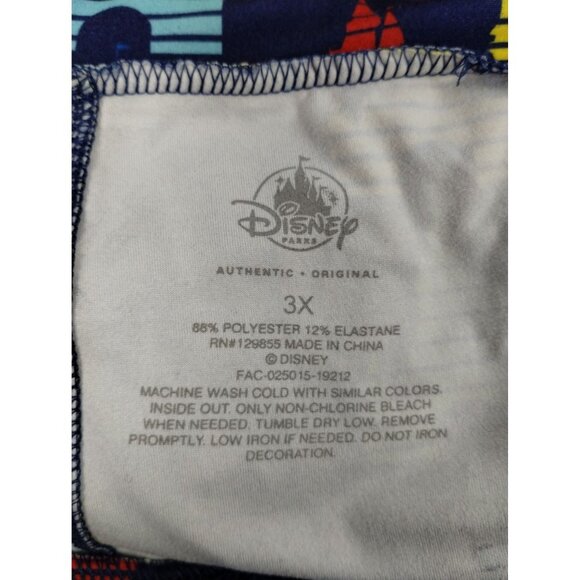 Disney
PARKS
AUTHENTIC • ORIGINAL
3X
88% POLYESTER 12% ELASTANE
RN#129855 MADE IN CHINA
© DISNEY
FAC-025015-19212
MACHINE WASH COLD WITH SIMILAR COLORS.
INSIDE OUT. ONLY NON-CHLORINE BLEACH
WHEN NEEDED. TUMBLE DRY LOW. REMOVE
PROMPTLY. LOW IRON IF NEEDED. DO NOT IRON
DECORATION.